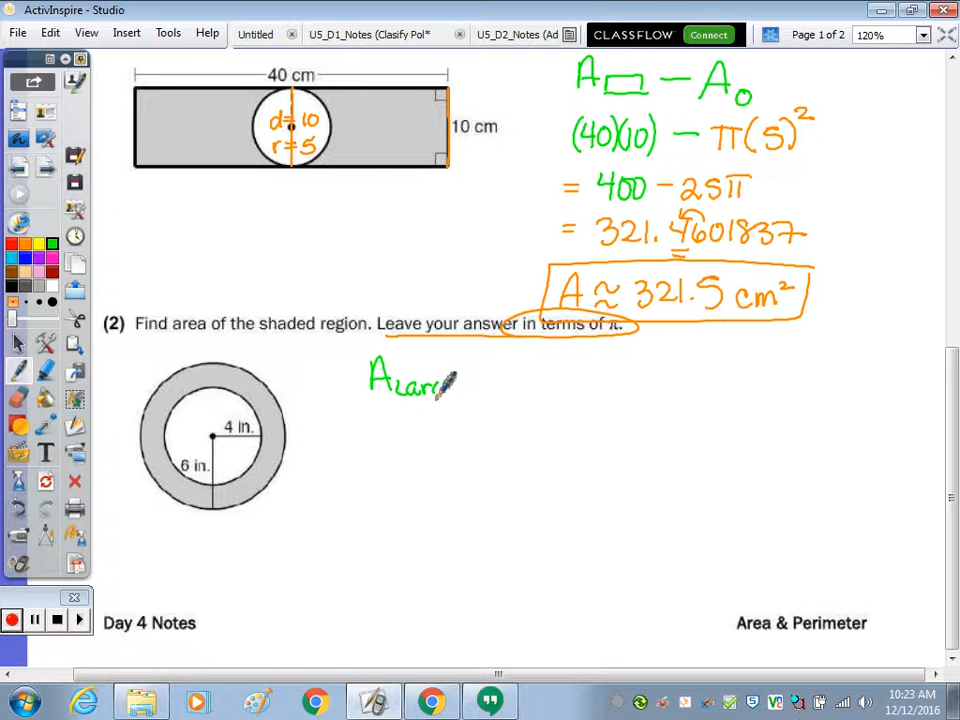 ActivInspire - Studio
File Edit View Insert Tools Help
Untitled
U5_D1_Notes (Clasify Pol*
U5_D2_Notes (Ad
CLASSFLOW Connect
Page 1 of 2
120%
40 cm
d=10
r=5
10 cm
A▭ - A○
(40)(10) - π(5)²
= 400 - 25π
= 321.4601837
A ≈ 321.5 cm²
(2) Find area of the shaded region. Leave your answer in terms of π.
A
4 in.
6 in.
Day 4 Notes
Area & Perimeter
10:23 AM
12/12/2016